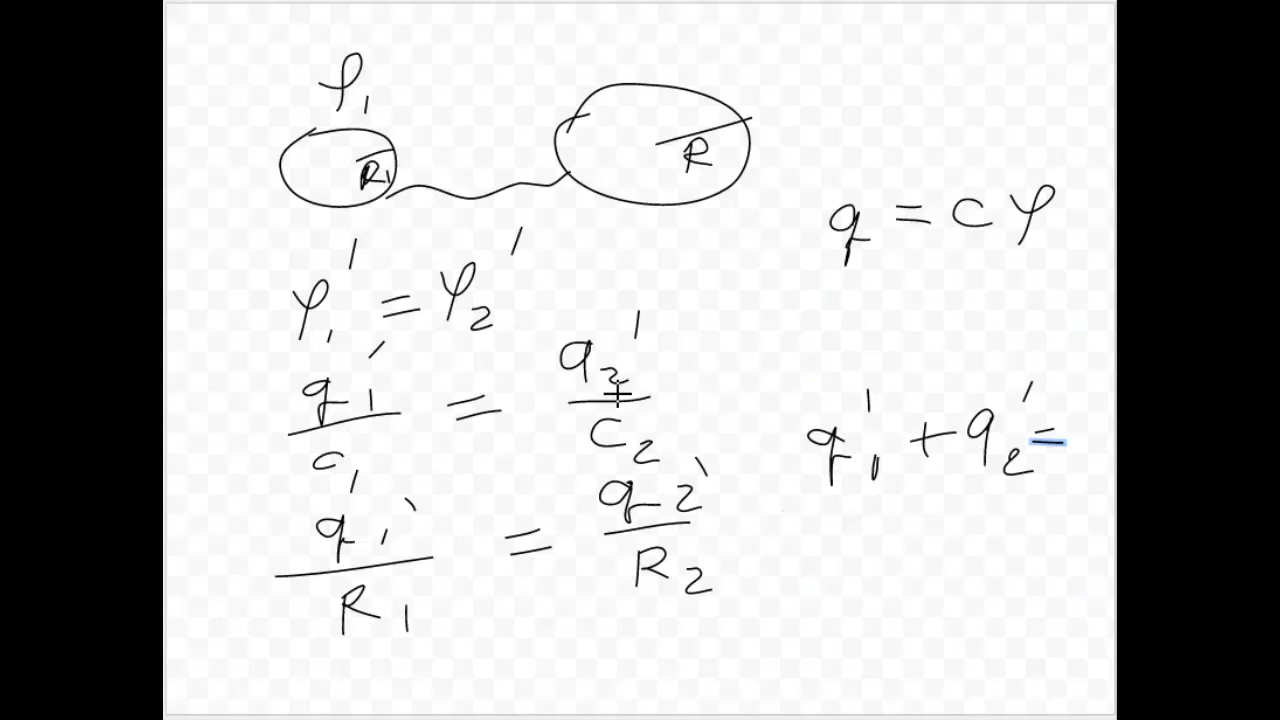 φ₁
R₁ R
q = cφ
φ₁' = φ₂'
q₁'/c₁ = q₂'/c₂
q₁' + q₂' =
q₁'/R₁ = q₂'/R₂